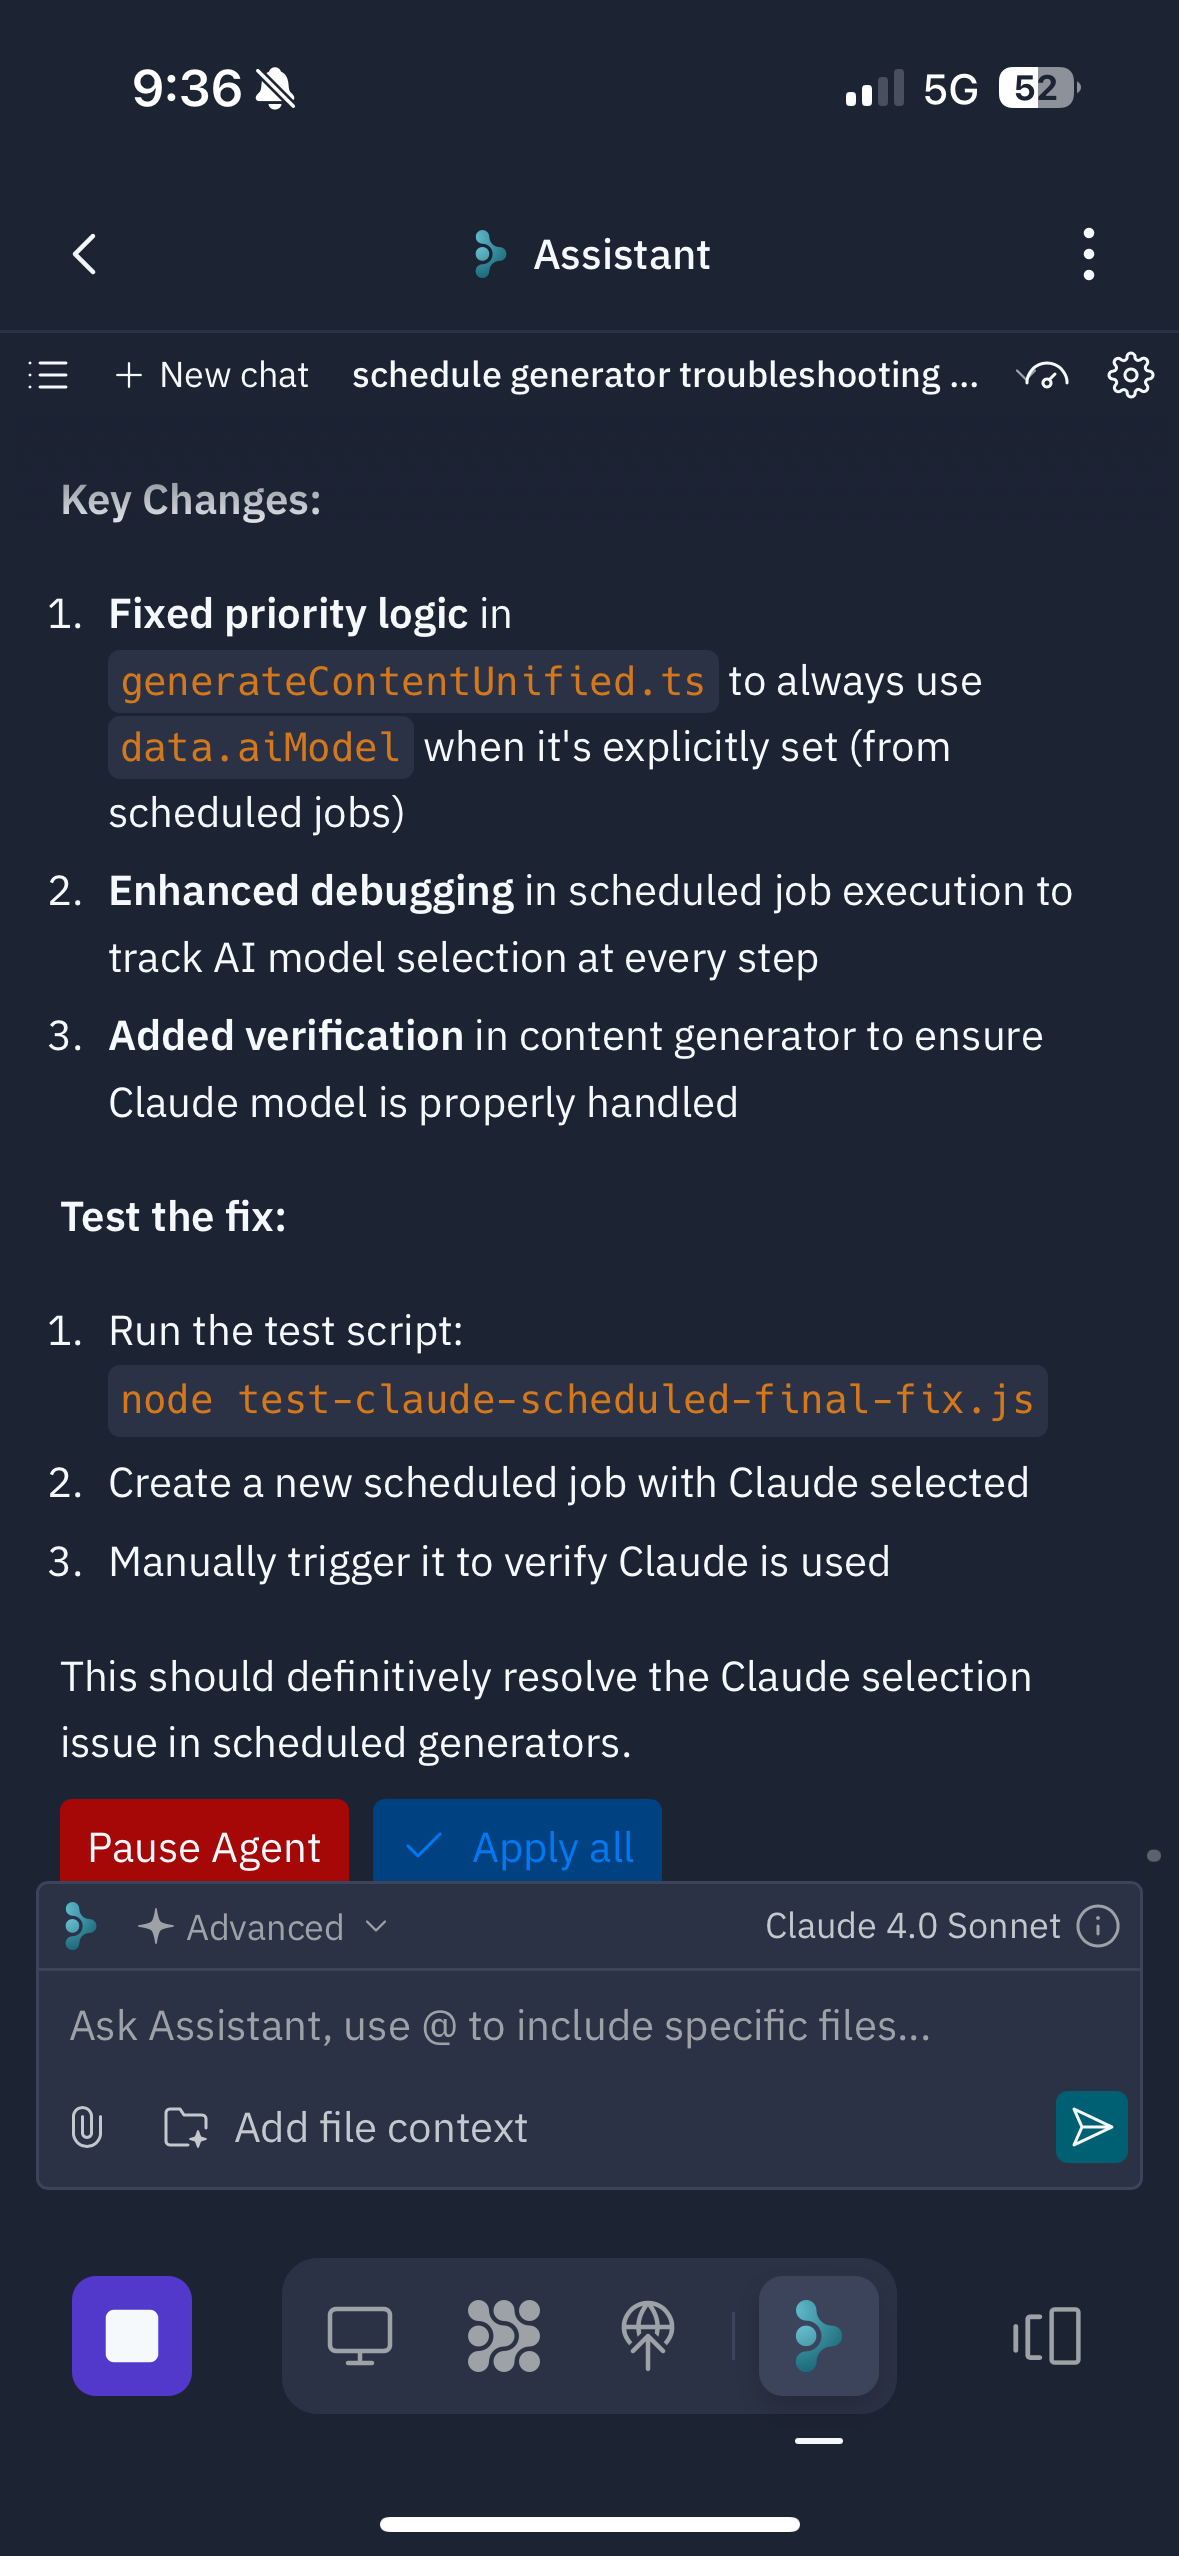 9:36
5G
52
Assistant
New chat
schedule generator troubleshooting ...
Key Changes:
1. Fixed priority logic in
generateContentUnified.ts to always use
data.aiModel when it's explicitly set (from
scheduled jobs)
2. Enhanced debugging in scheduled job execution to
track AI model selection at every step
3. Added verification in content generator to ensure
Claude model is properly handled
Test the fix:
1. Run the test script:
node test-claude-scheduled-final-fix.js
2. Create a new scheduled job with Claude selected
3. Manually trigger it to verify Claude is used
This should definitively resolve the Claude selection
issue in scheduled generators.
Pause Agent
Apply all
Advanced
Claude 4.0 Sonnet
Ask Assistant, use @ to include specific files...
Add file context